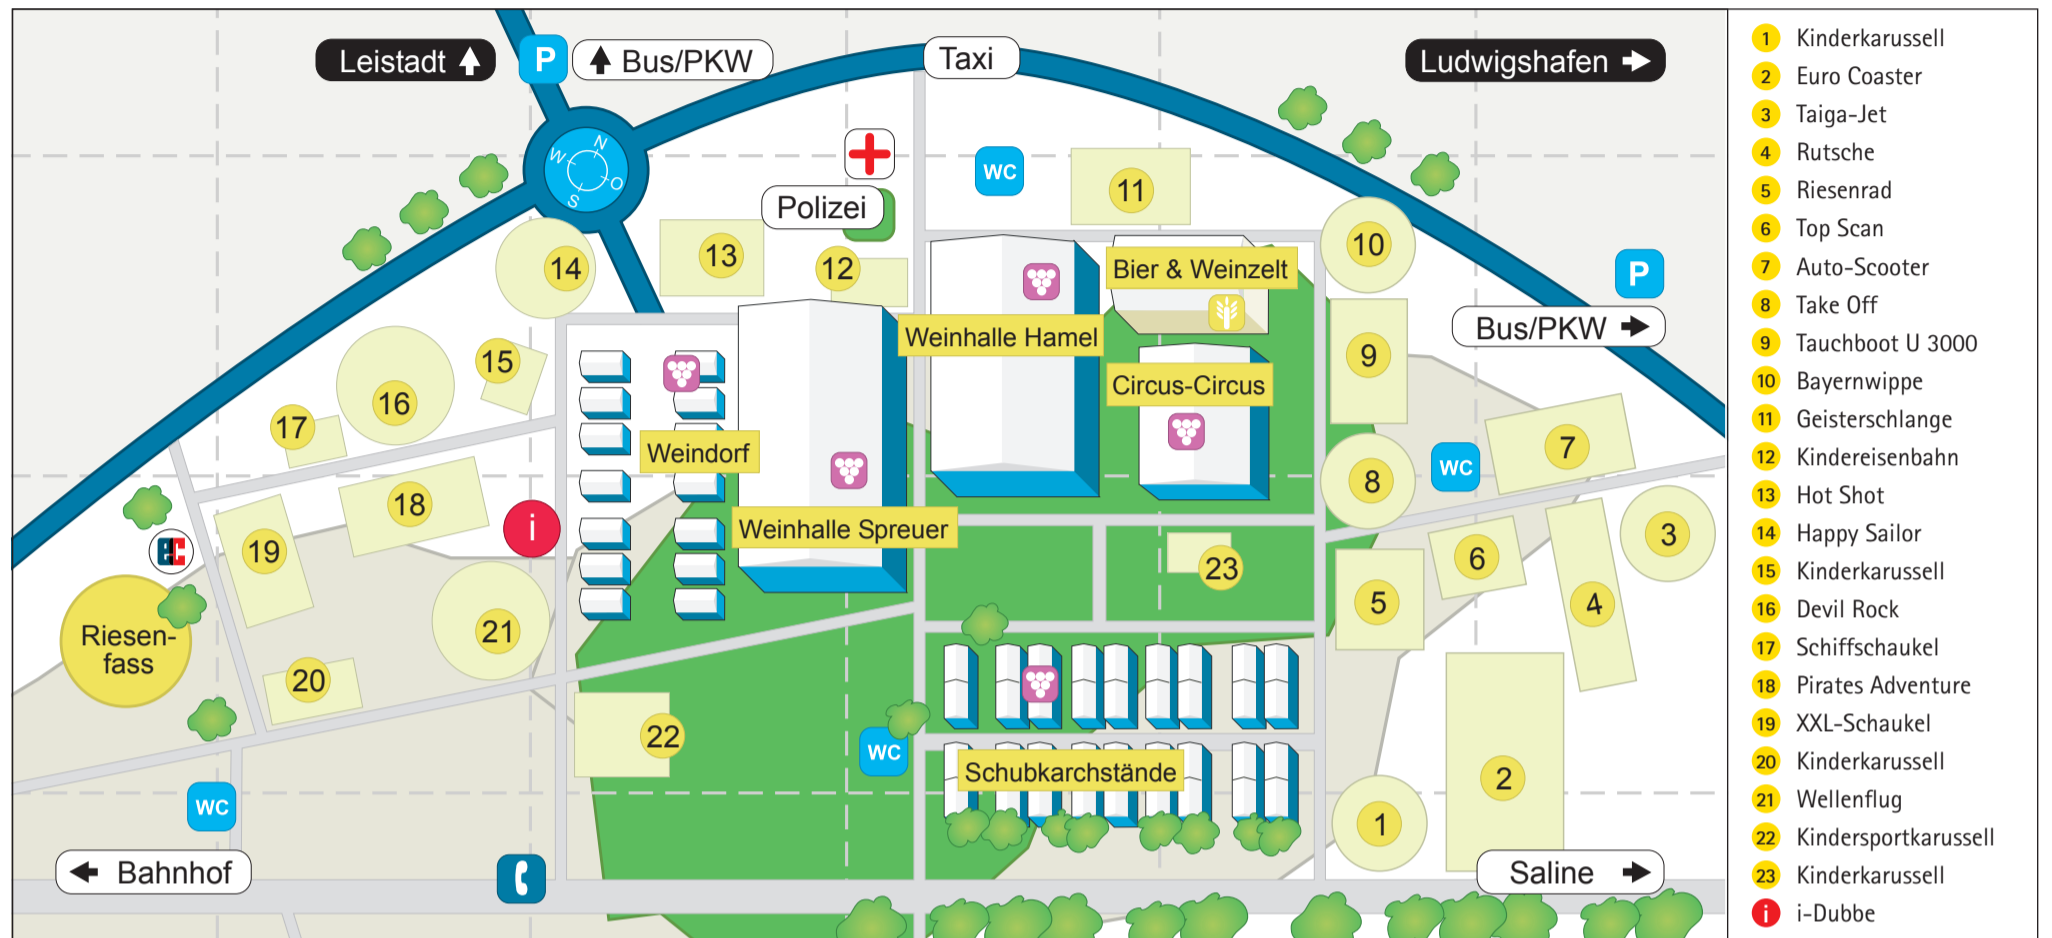 Leistadt
P
Bus/PKW
Taxi
Ludwigshafen
N
W
O
S
WC
11
Polizei
10
13
14
12
Bier & Weinzelt
P
Bus/PKW
Weinhalle Hamel
15
9
16
Circus-Circus
17
Weindorf
7
WC
8
18
Weinhalle Spreuer
i
19
ec
3
6
23
5
4
Riesen-
fass
21
20
22
WC
Schubkarchstände
2
WC
1
Bahnhof
Saline
1 Kinderkarussell
2 Euro Coaster
3 Taiga-Jet
4 Rutsche
5 Riesenrad
6 Top Scan
7 Auto-Scooter
8 Take Off
9 Tauchboot U 3000
10 Bayernwippe
11 Geisterschlange
12 Kindereisenbahn
13 Hot Shot
14 Happy Sailor
15 Kinderkarussell
16 Devil Rock
17 Schiffschaukel
18 Pirates Adventure
19 XXL-Schaukel
20 Kinderkarussell
21 Wellenflug
22 Kindersportkarussell
23 Kinderkarussell
i i-Dubbe